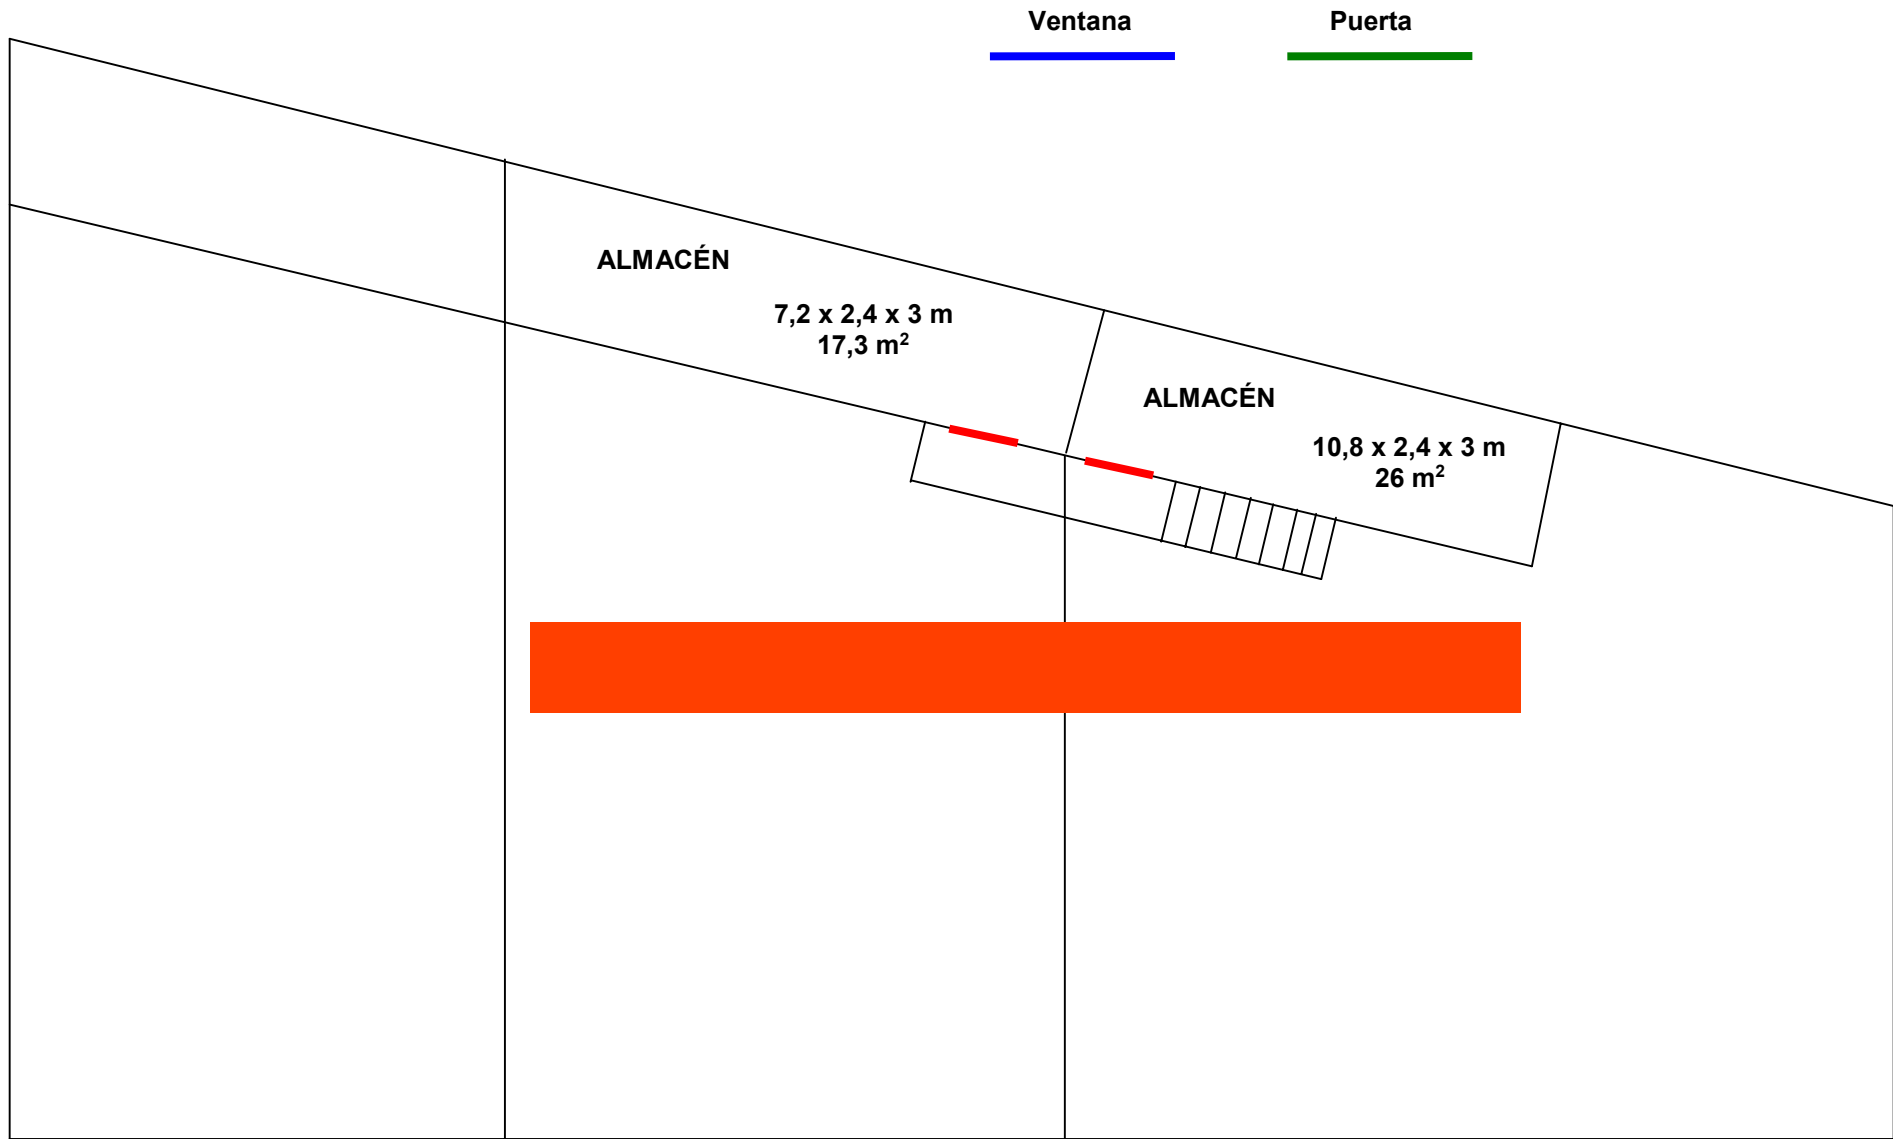 Ventana
Puerta
ALMACÉN
7,2 x 2,4 x 3 m
17,3 m²
ALMACÉN
10,8 x 2,4 x 3 m
26 m²